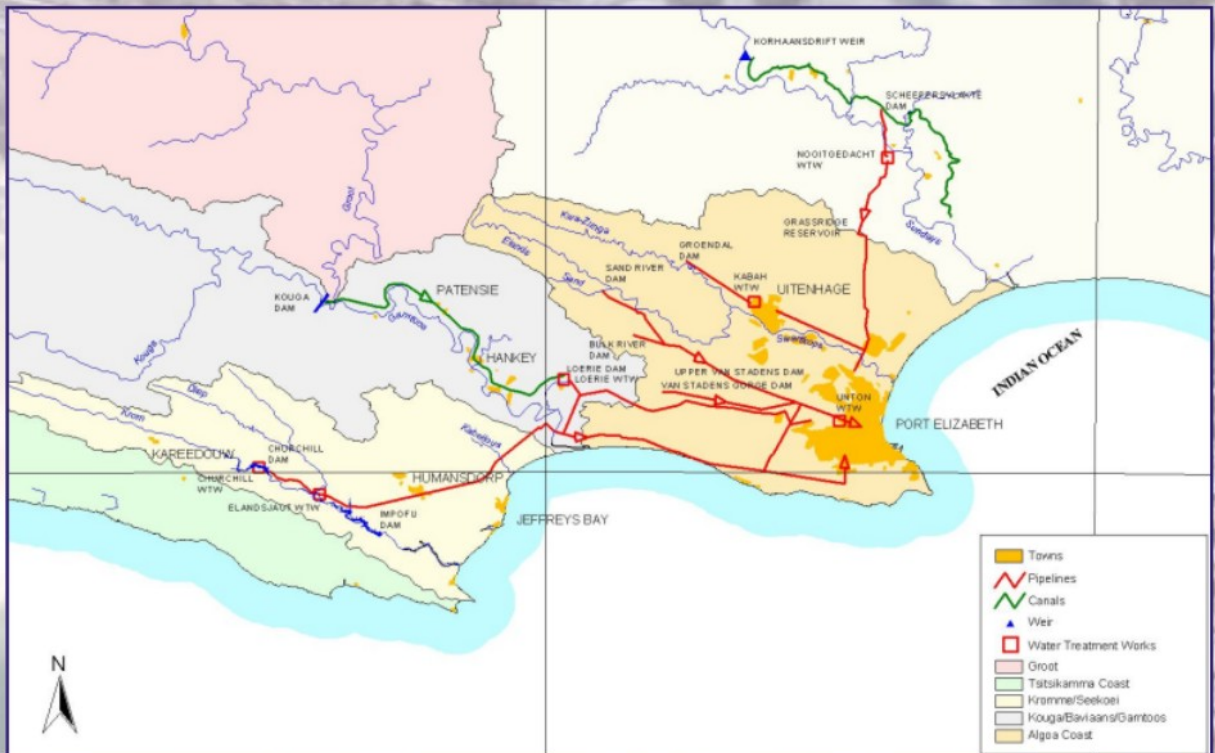 KORHAANSDRIFT WEIR
SCHEEPERSVLAKTE
DAM
NOOITGEDACHT
WTW
Groot
GRASSRIDGE
RESERVOIR
Sundays
Elands
GROENDAL
DAM
SAND RIVER
DAM
Sand
KABAH
WTW
UITENHAGE
PATENSIE
KOUGA
DAM
Gamtoos
Swartkops
Kouga
HANKEY
BULK RIVER
DAM
INDIAN OCEAN
LOERIE DAM
LOERIE WTW
UPPER VAN STADENS DAM
VAN STADENS GORGE DAM
Diep
Krom
LINTON
WTW
PORT ELIZABETH
Kabeljous
KAREEDOUW
CHURCHILL
DAM
CHURCHILL
WTW
HUMANSDORP
ELANDSJAGT WTW
IMPOFU
DAM
JEFFREYS BAY
N
Towns
Pipelines
Canals
Weir
Water Treatment Works
Groot
Tsitsikamma Coast
Kromme/Seekoei
Kouga/Baviaans/Gamtoos
Algoa Coast